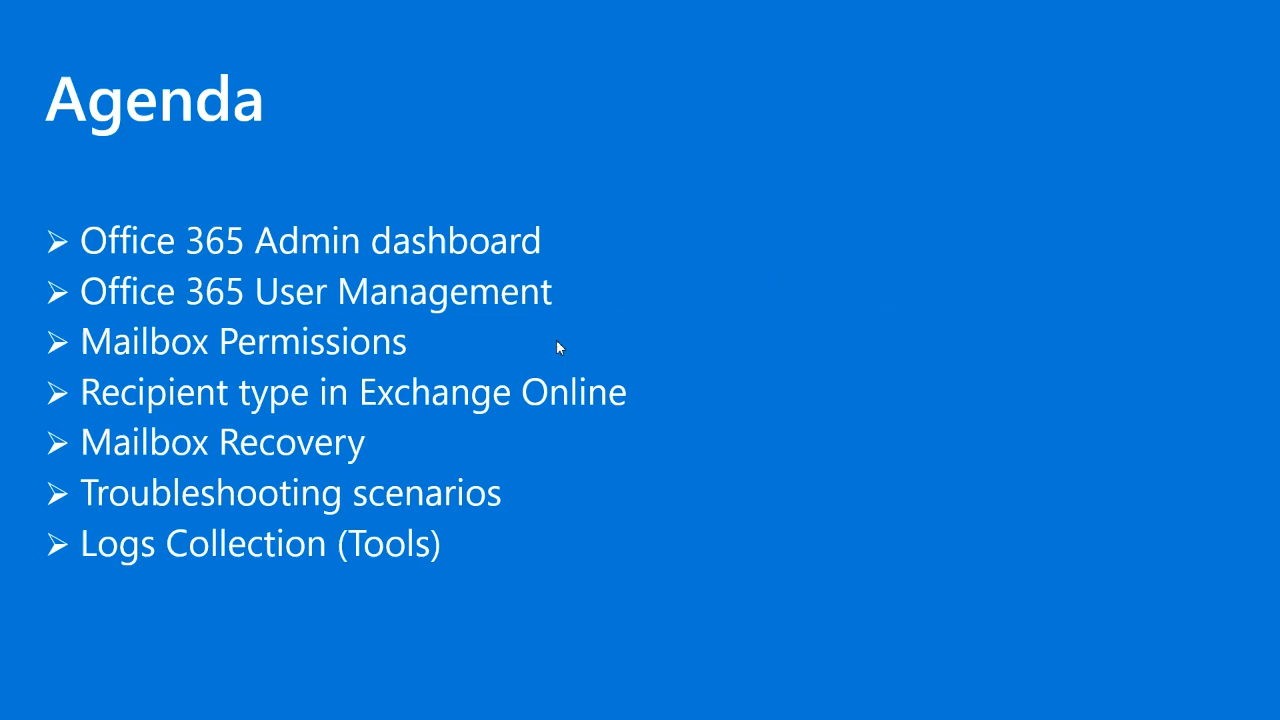 Agenda
➢ Office 365 Admin dashboard
➢ Office 365 User Management
➢ Mailbox Permissions
➢ Recipient type in Exchange Online
➢ Mailbox Recovery
➢ Troubleshooting scenarios
➢ Logs Collection (Tools)